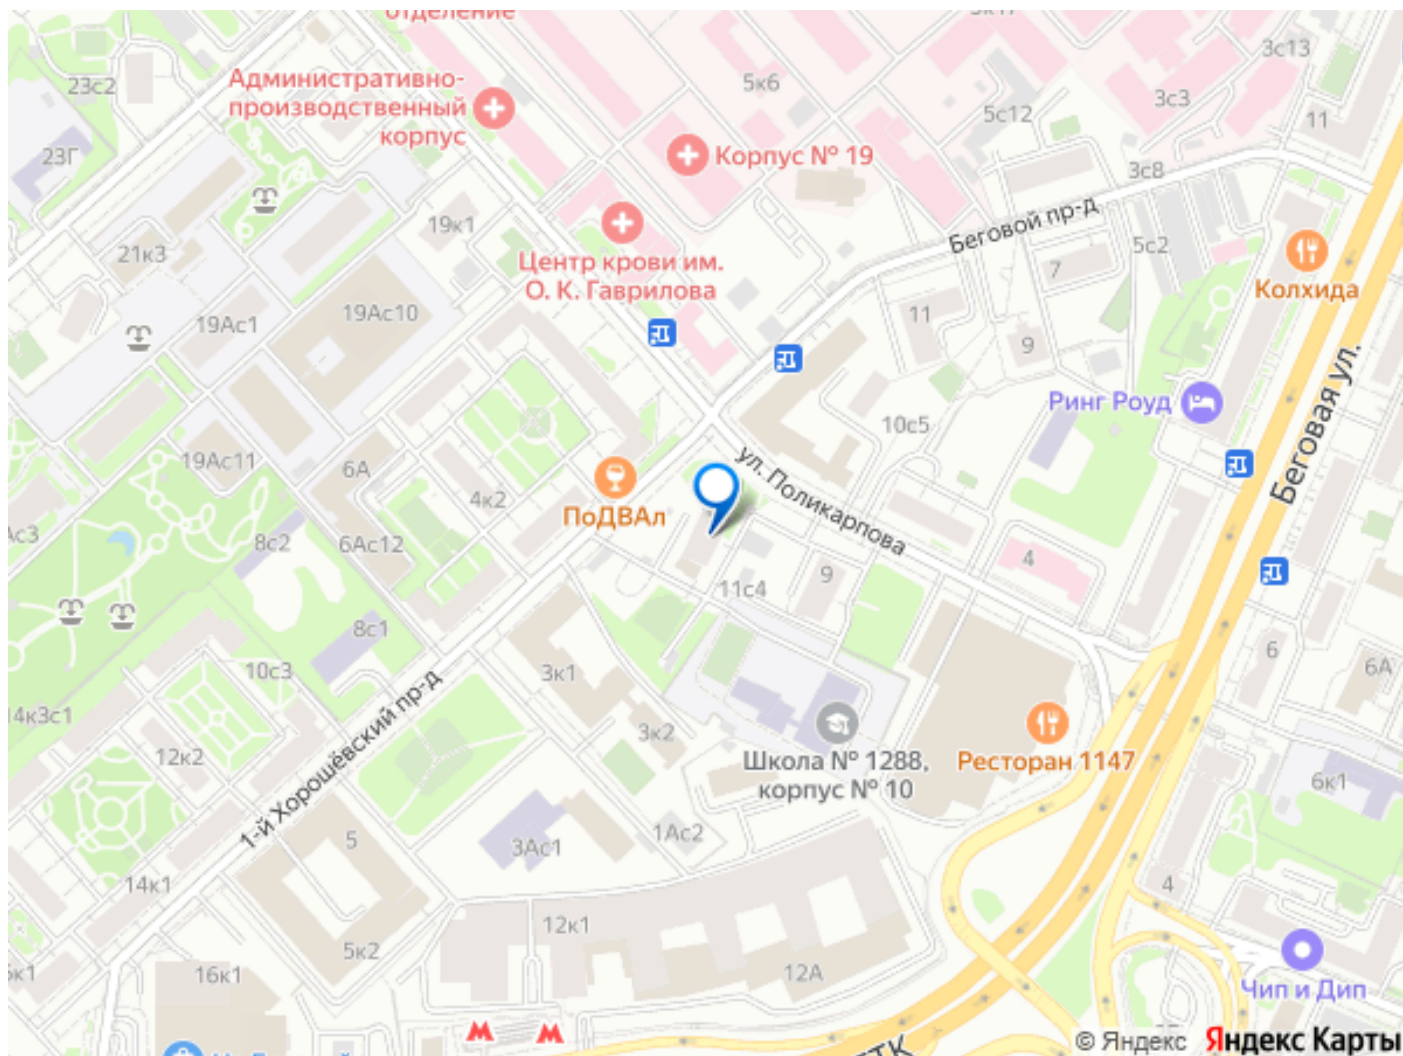 отделение
3с13
23с2
Административно-
производственный
корпус
5к6
3с3
5с12
11
23Г
Корпус № 19
3с8
19к1
Беговой пр-д
21к3
Центр крови им.
О. К. Гаврилова
5с2
7
Колхида
19Ас1
19Ас10
11
9
Беговая ул.
Ринг Роуд
10с5
19Ас11
6А
ул. Поликарпова
4к2
ПоДВАл
8с2
6Ас12
4
9
11с4
8с1
6
6А
10с3
3к1
14к3с1
1-й Хорошёвский пр-д
12к2
3к2
Школа № 1288,
корпус № 10
Ресторан 1147
6к1
5
3Ас1
1Ас2
14к1
4
12к1
5к2
16к1
12А
Чип и Дип
© Яндекс
Яндекс Карты